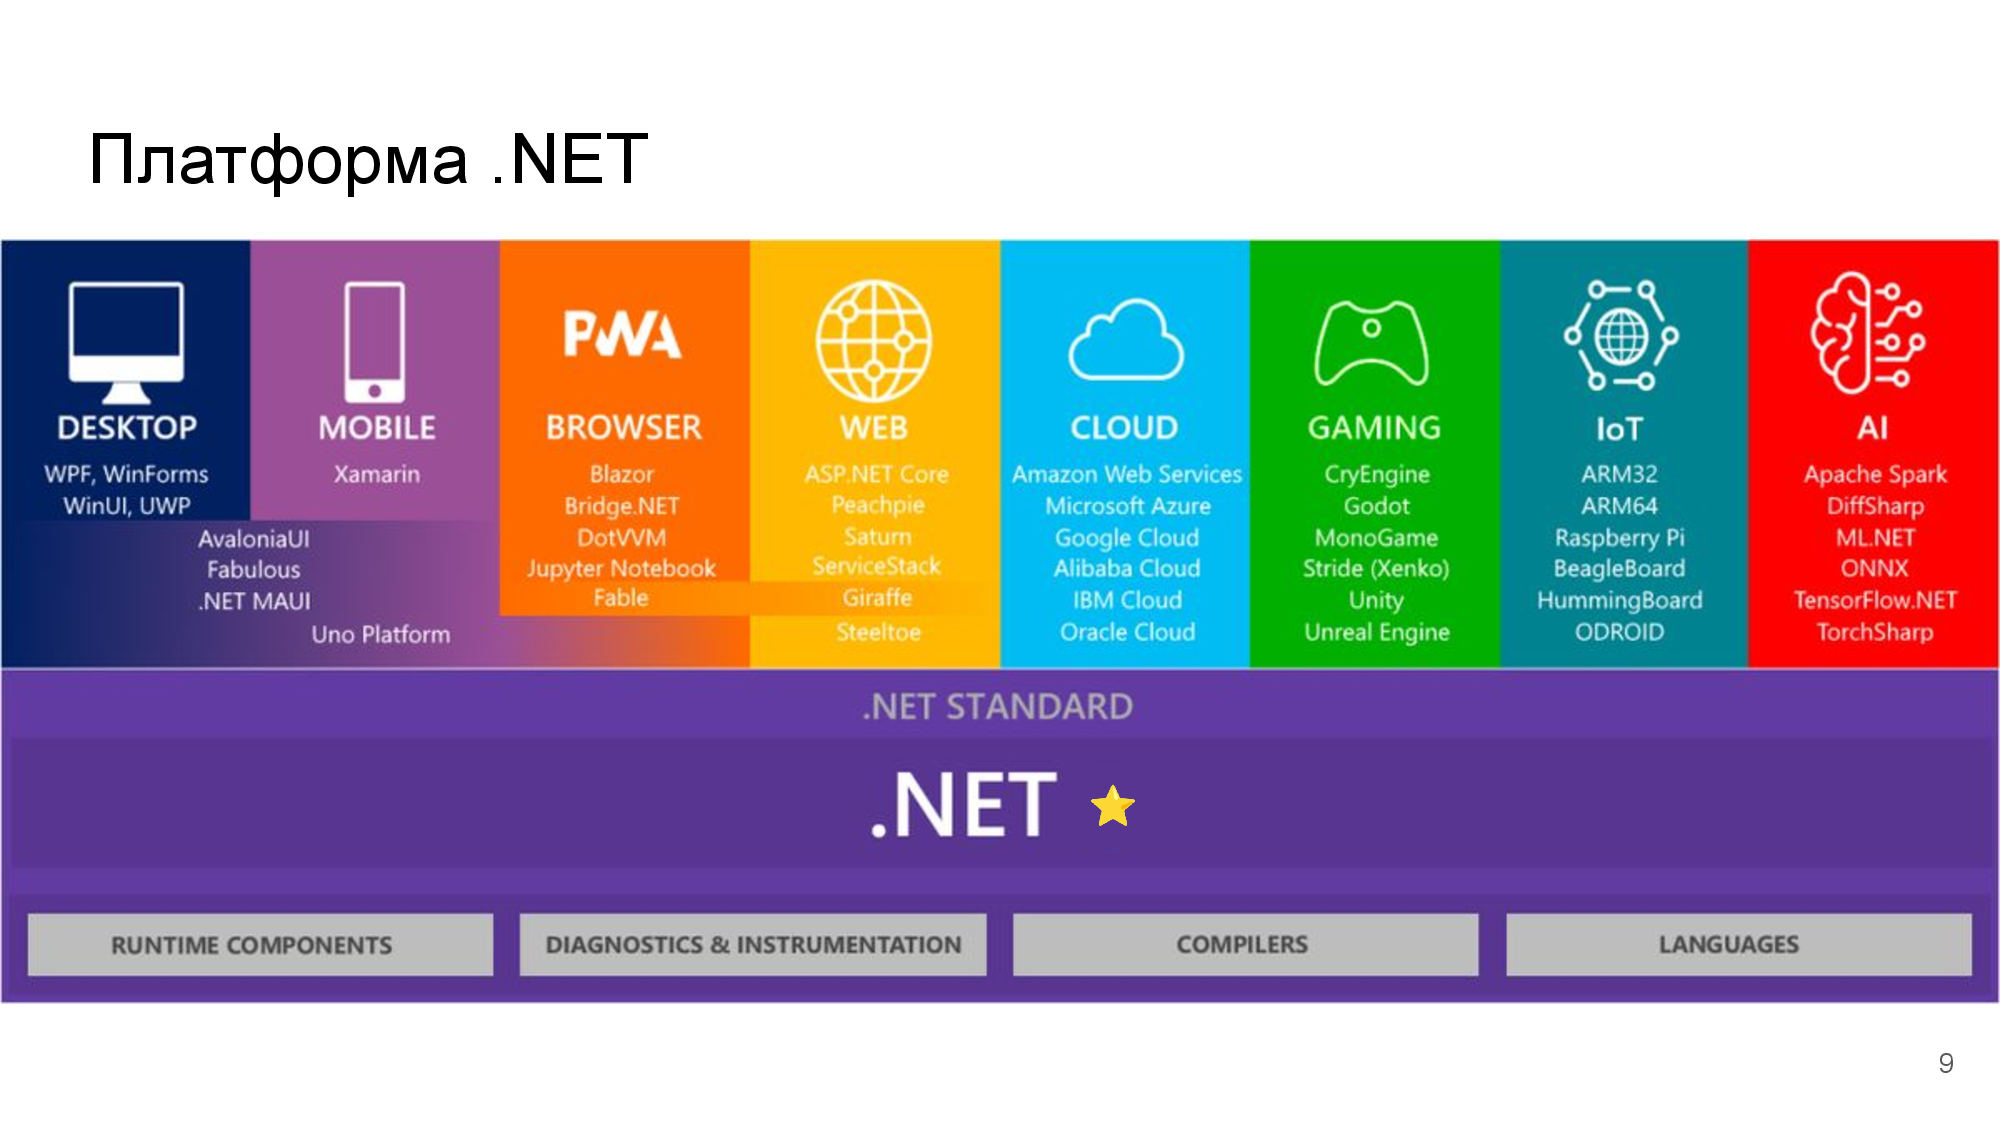 Платформа .NET
PWA
DESKTOP
WPF, WinForms
WinUI, UWP
MOBILE
Xamarin
AvaloniaUI
Fabulous
.NET MAUI
Uno Platform
BROWSER
Blazor
Bridge.NET
DotVVM
Jupyter Notebook
Fable
WEB
ASP.NET Core
Peachpie
Saturn
ServiceStack
Giraffe
Steeltoe
CLOUD
Amazon Web Services
Microsoft Azure
Google Cloud
Alibaba Cloud
IBM Cloud
Oracle Cloud
GAMING
CryEngine
Godot
MonoGame
Stride (Xenko)
Unity
Unreal Engine
IoT
ARM32
ARM64
Raspberry Pi
BeagleBoard
HummingBoard
ODROID
AI
Apache Spark
DiffSharp
ML.NET
ONNX
TensorFlow.NET
TorchSharp
.NET STANDARD
.NET
RUNTIME COMPONENTS
DIAGNOSTICS & INSTRUMENTATION
COMPILERS
LANGUAGES
9